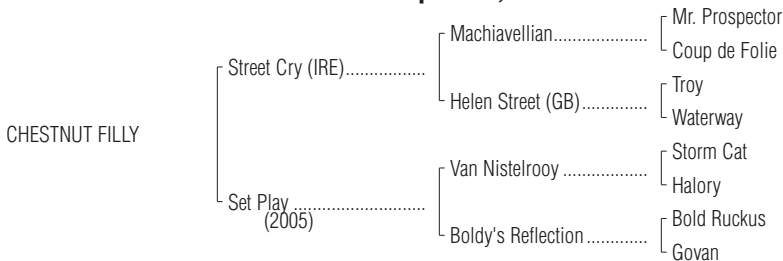 Mr. Prospector
Machiavellian....................
Coup de Folie
Street Cry (IRE).................
Troy
Helen Street (GB)..............
Waterway
CHESTNUT FILLY
Storm Cat
Van Nistelrooy ..................
Halory
Set Play ............................
(2005)
Bold Ruckus
Boldy's Reflection.............
Govan